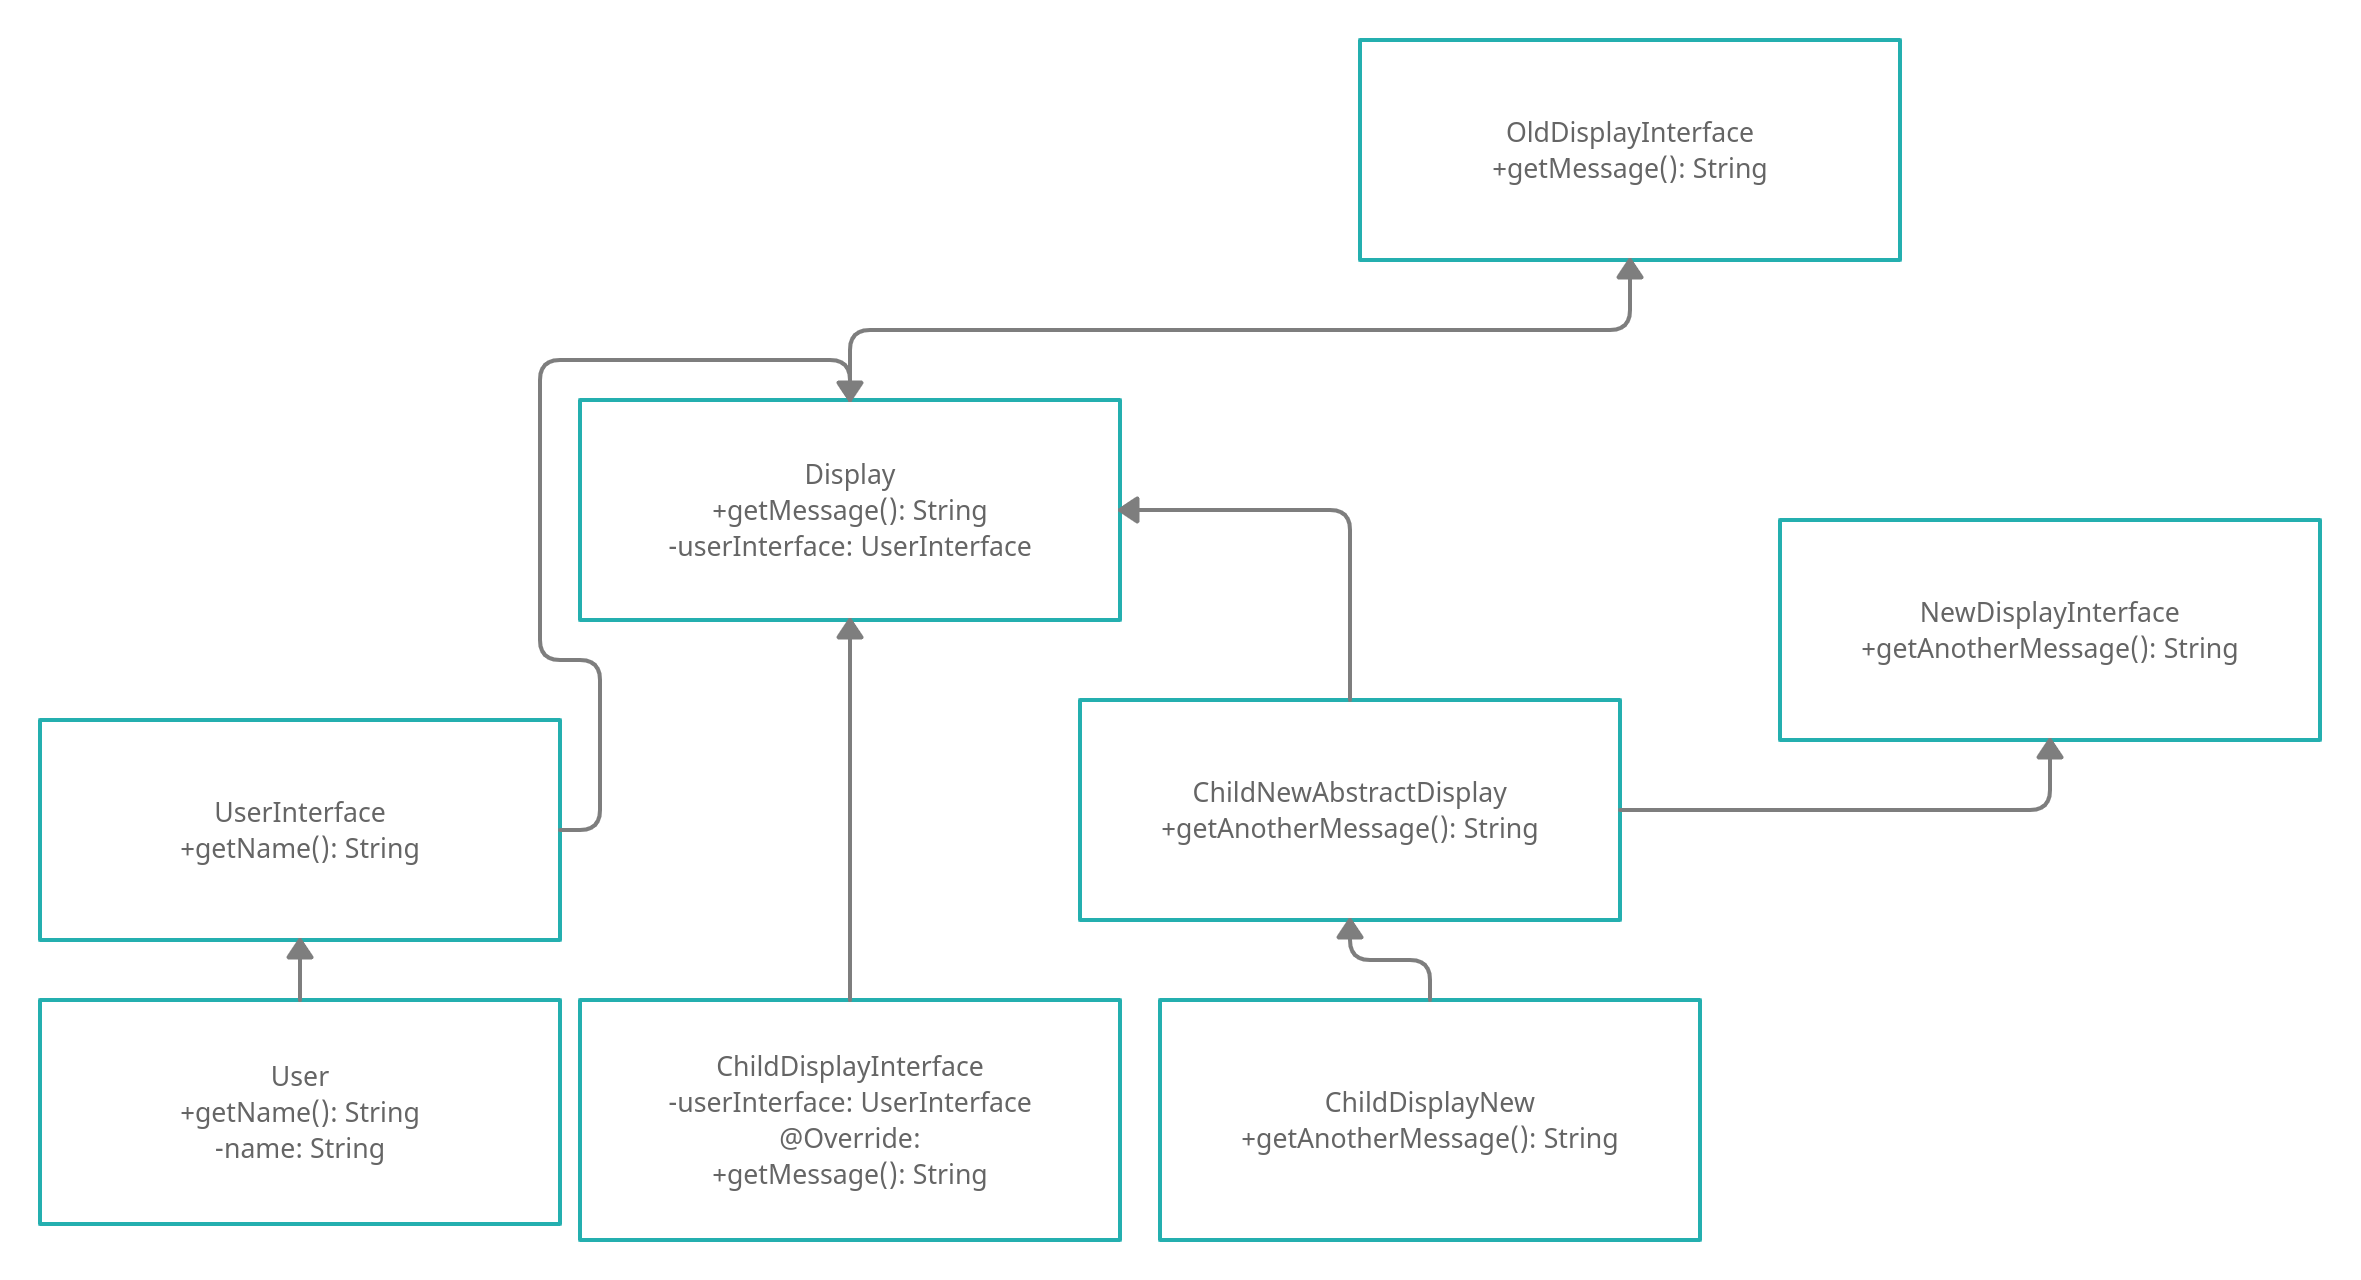 OldDisplayInterface
+getMessage(): String
Display
+getMessage(): String
-userInterface: UserInterface
NewDisplayInterface
+getAnotherMessage(): String
UserInterface
+getName(): String
ChildNewAbstractDisplay
+getAnotherMessage(): String
User
+getName(): String
-name: String
ChildDisplayInterface
-userInterface: UserInterface
@Override:
+getMessage(): String
ChildDisplayNew
+getAnotherMessage(): String